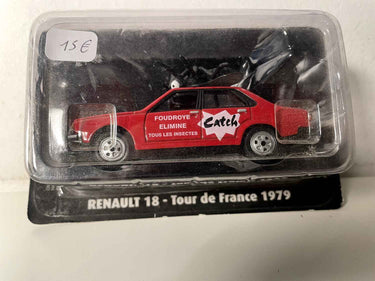 15€
FOUDROYE
ELIMINE
TOUS LES INSECTES
Catch
RENAULT 18 - Tour de France 1979